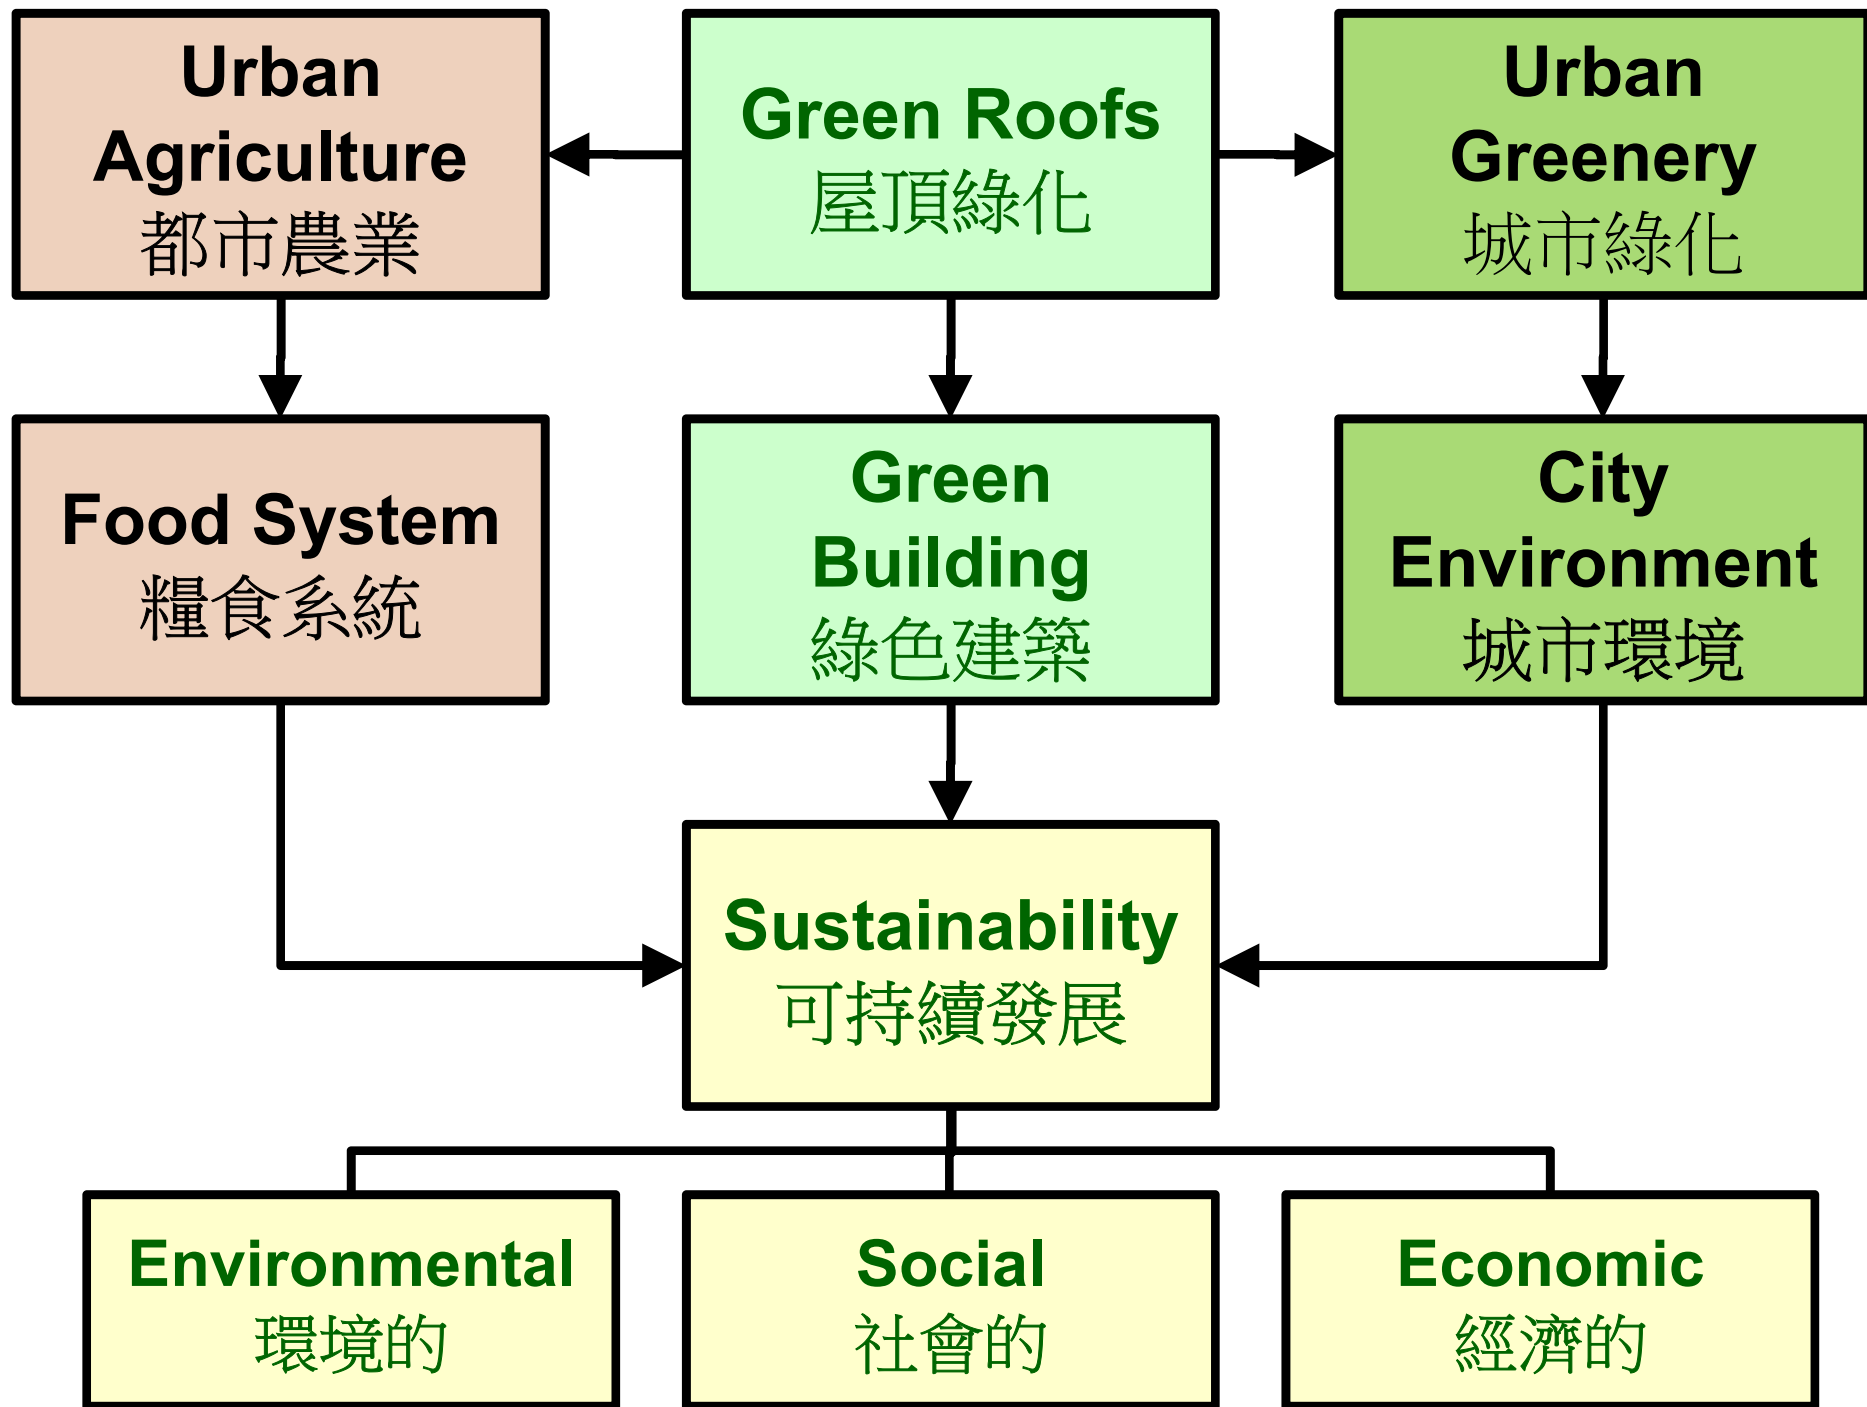 Urban
Agriculture
都市農業
Green Roofs
屋頂綠化
Urban
Greenery
城市綠化
Food System
糧食系統
Green
Building
綠色建築
City
Environment
城市環境
Sustainability
可持續發展
Environmental
環境的
Social
社會的
Economic
經濟的